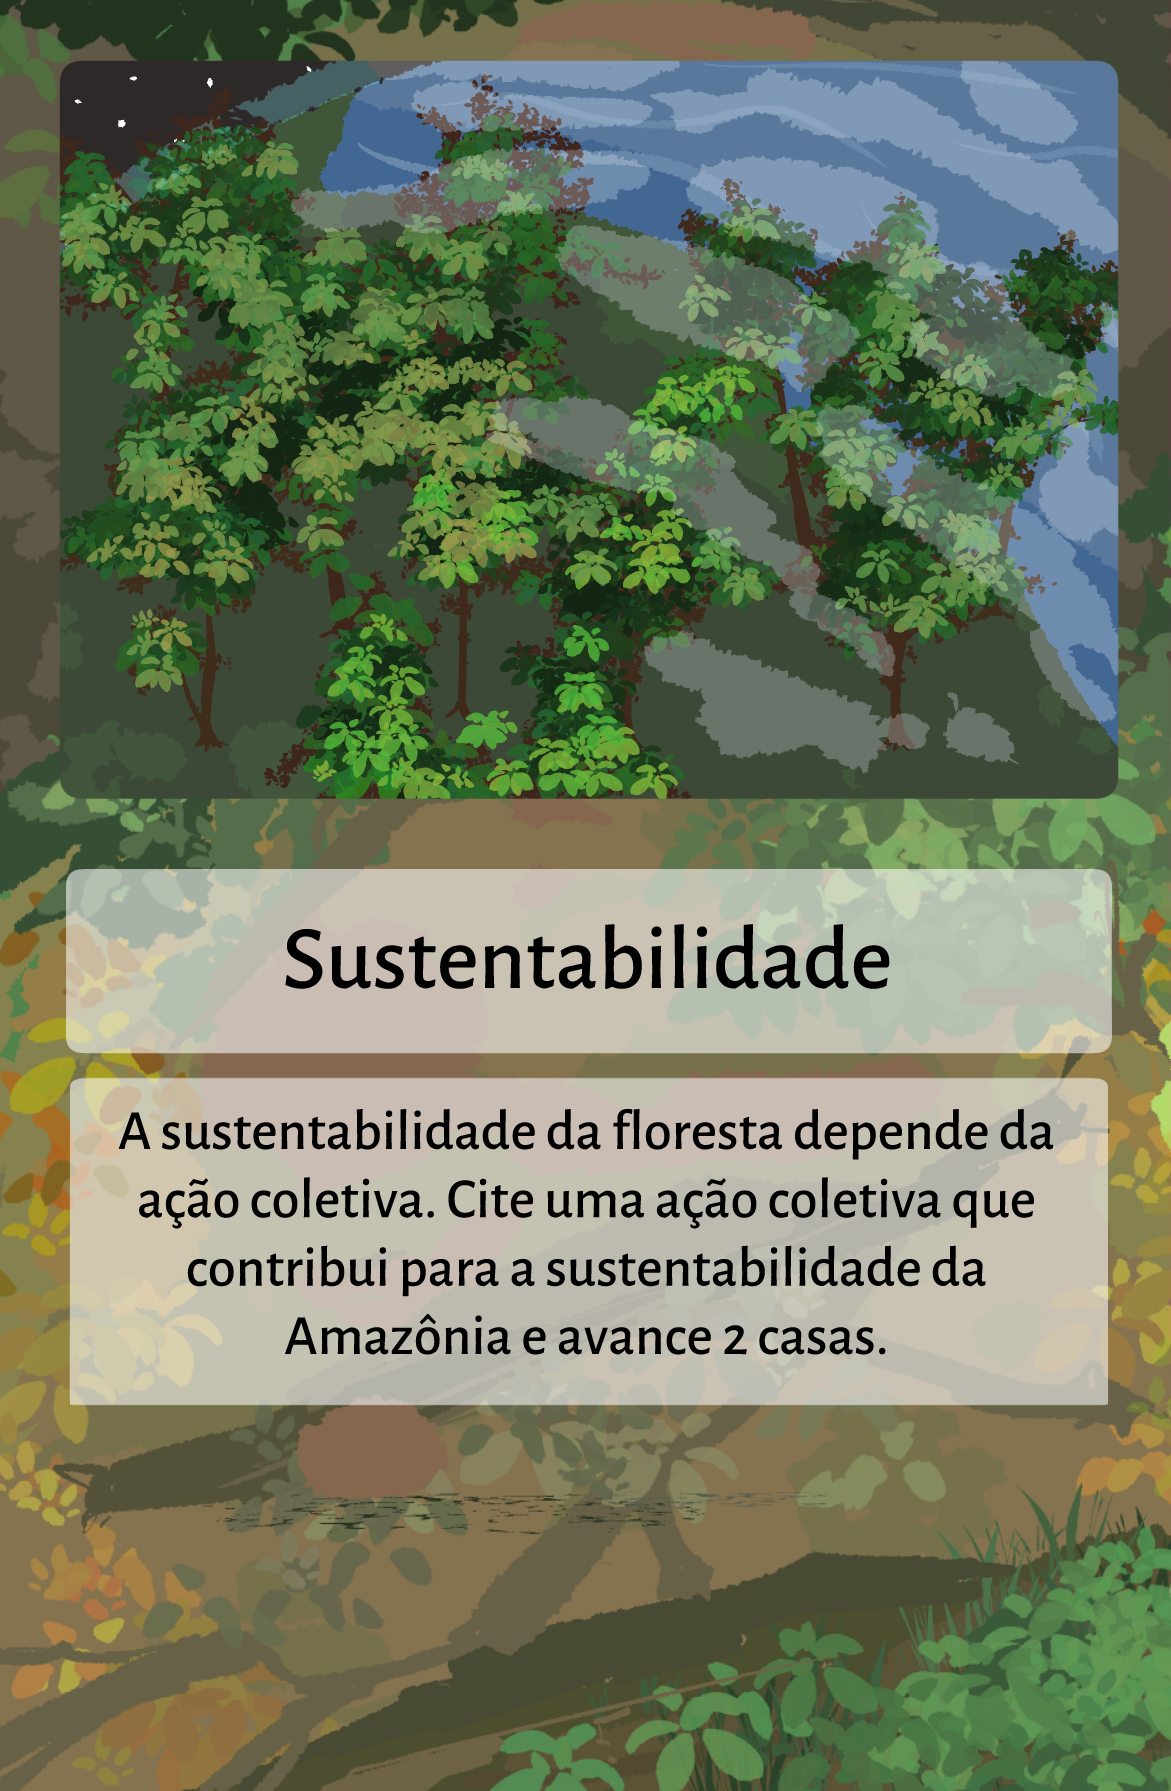 Sustentabilidade
A sustentabilidade da floresta depende da
ação coletiva. Cite uma ação coletiva que
contribui para a sustentabilidade da
Amazônia e avance 2 casas.